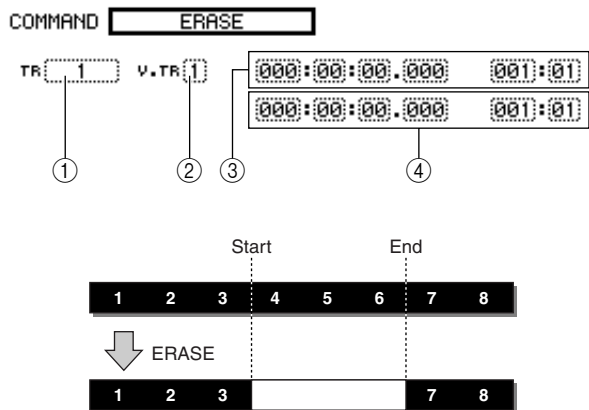 COMMAND ERASE
TR 1 V.TR 1 000:00:00.000 001:01
000:00:00.000 001:01
① ② ③ ④
Start End
1 2 3 4 5 6 7 8
ERASE
1 2 3 7 8